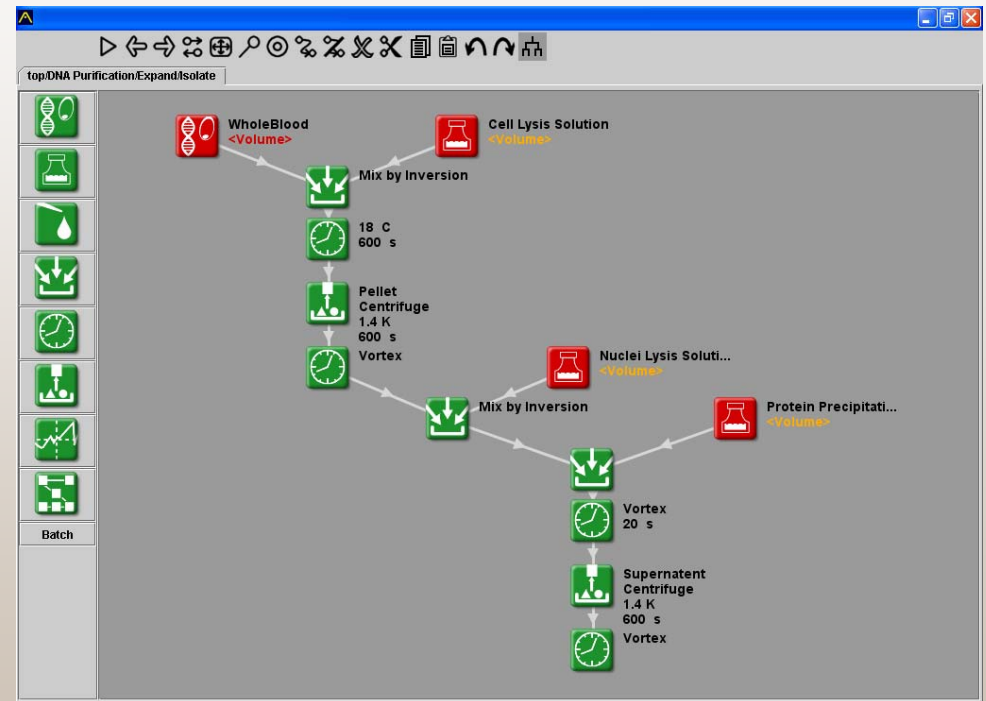 top/DNA Purification/Expand/Isolate
WholeBlood
<Volume>
Cell Lysis Solution
<Volume>
Mix by Inversion
18 C
600 s
Pellet
Centrifuge
1.4 K
600 s
Vortex
Nuclei Lysis Soluti...
<Volume>
Mix by Inversion
Protein Precipitati...
<Volume>
Vortex
20 s
Supernatent
Centrifuge
1.4 K
600 s
Vortex
Batch